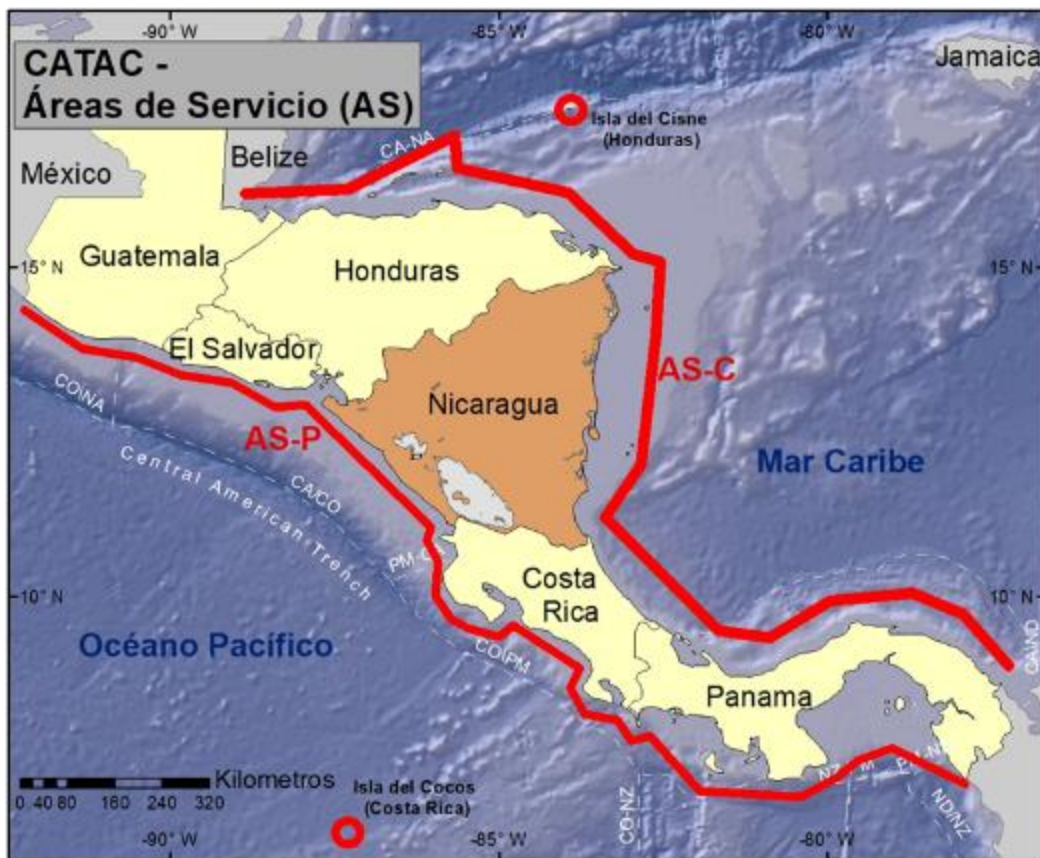 -90° W
-85° W
-80° W
CATAC -
Áreas de Servicio (AS)
Jamaica
Isla del Cisne
(Honduras)
CA-NA
Belize
México
Guatemala
Honduras
15° N
15° N
El Salvador
AS-C
CO\NA
Nicaragua
AS-P
Mar Caribe
CA/CO
Central American Trench
PM-CA
Costa
Rica
10° N
10° N
Océano Pacífico
CO\PM
CA/ND
Panama
Kilometros
0 40 80 160 240 320
Isla del Cocos
(Costa Rica)
CO-NZ
ND/NZ
-90° W
-85° W
-80° W